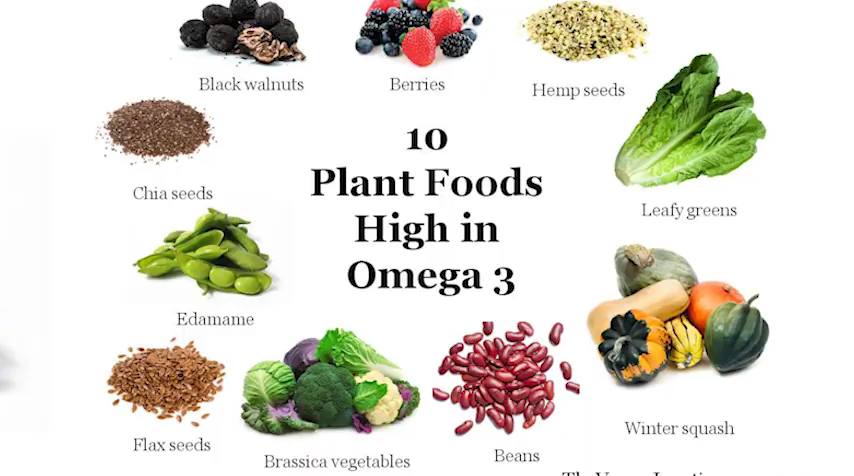 Black walnuts
Berries
Hemp seeds
10
Plant Foods
High in
Omega 3
Chia seeds
Leafy greens
Edamame
Flax seeds
Brassica vegetables
Beans
Winter squash